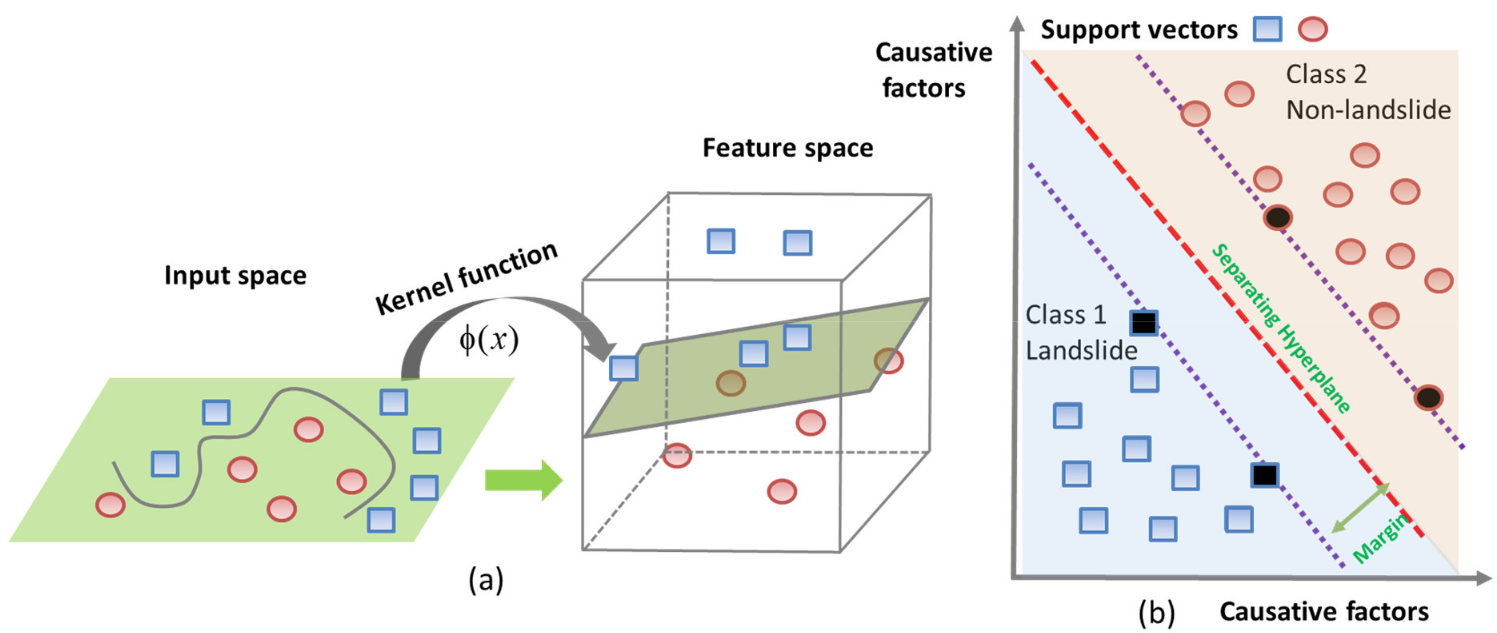 Input space
Kernel function
ϕ(x)
Feature space
(a)
Causative
factors
Support vectors
Class 2
Non-landslide
Separating Hyperplane
Class 1
Landslide
Margin
(b)
Causative factors